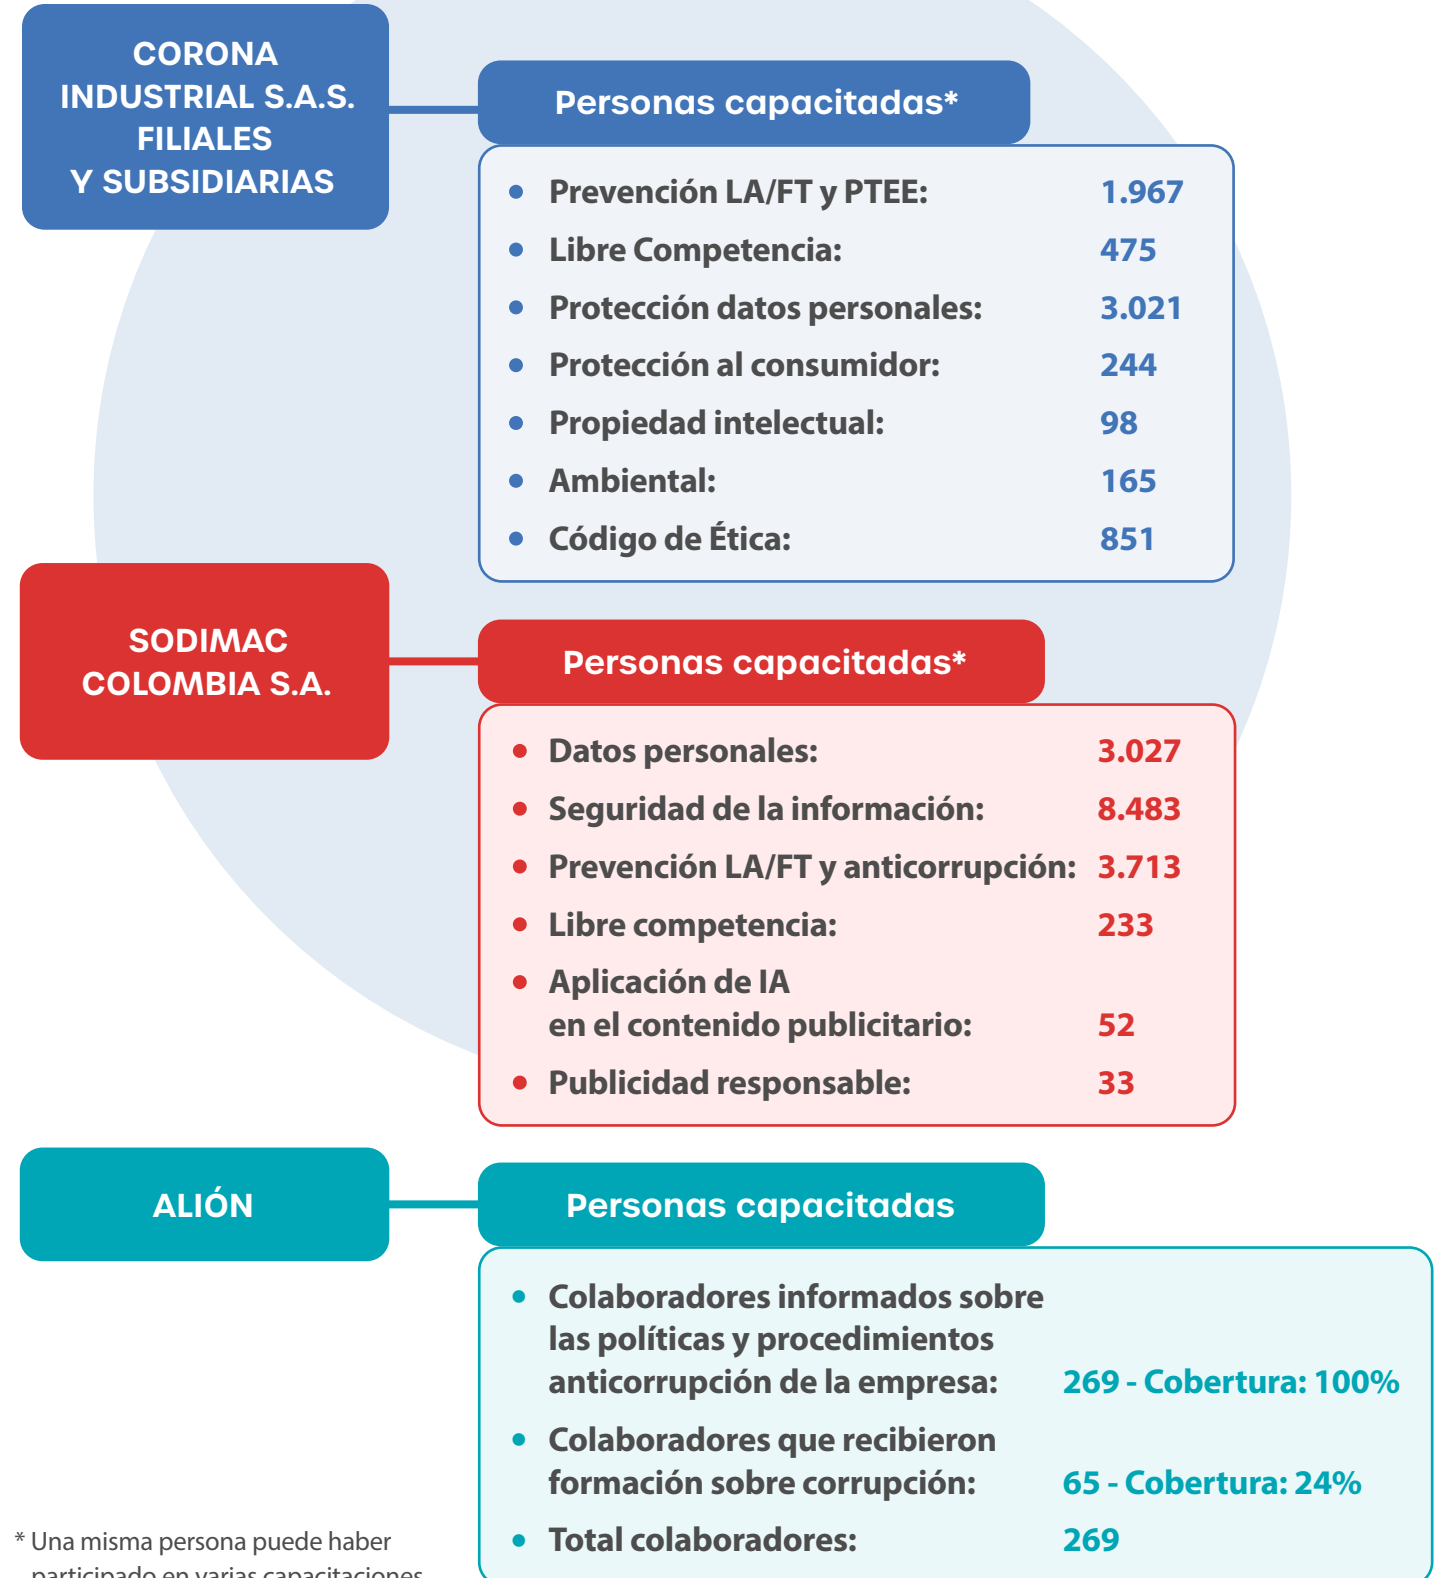 CORONA
INDUSTRIAL S.A.S.
FILIALES
Y SUBSIDIARIAS
Personas capacitadas*
• Prevención LA/FT y PTEE: 1.967
• Libre Competencia: 475
• Protección datos personales: 3.021
• Protección al consumidor: 244
• Propiedad intelectual: 98
• Ambiental: 165
• Código de Ética: 851
SODIMAC
COLOMBIA S.A.
Personas capacitadas*
• Datos personales: 3.027
• Seguridad de la información: 8.483
• Prevención LA/FT y anticorrupción: 3.713
• Libre competencia: 233
• Aplicación de IA
en el contenido publicitario: 52
• Publicidad responsable: 33
ALIÓN
Personas capacitadas
• Colaboradores informados sobre
las políticas y procedimientos
anticorrupción de la empresa: 269 - Cobertura: 100%
• Colaboradores que recibieron
formación sobre corrupción: 65 - Cobertura: 24%
• Total colaboradores: 269
* Una misma persona puede haber
participado en varias capacitaciones